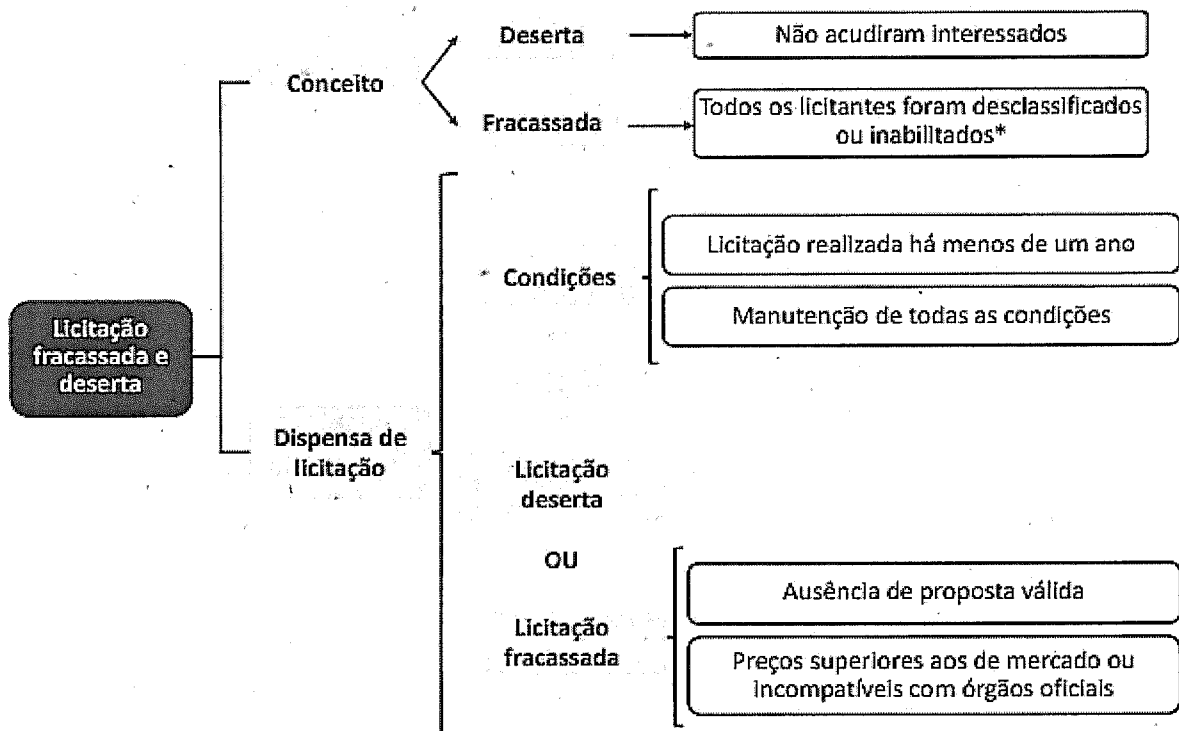 Deserta
Não acudiram interessados
Conceito
Fracassada
Todos os licitantes foram desclassificados
ou inabilitados*
Licitação
fracassada e
deserta
Dispensa de
licitação
Condições
Licitação realizada há menos de um ano
Manutenção de todas as condições
Licitação
deserta
OU
Licitação
fracassada
Ausência de proposta válida
Preços superiores aos de mercado ou
incompatíveis com órgãos oficiais